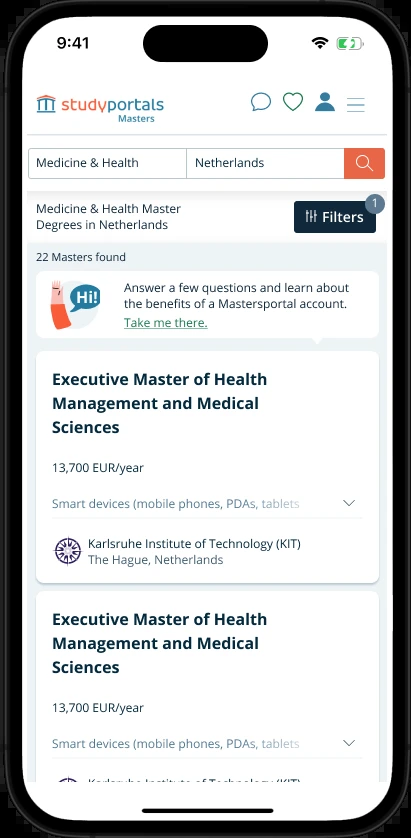 9:41
studyportals
Masters
Medicine & Health
Netherlands
Medicine & Health Master
Degrees in Netherlands
Filters
1
22 Masters found
Hi!
Answer a few questions and learn about
the benefits of a Mastersportal account.
Take me there.
Executive Master of Health
Management and Medical
Sciences
13,700 EUR/year
Smart devices (mobile phones, PDAs, tablets
Karlsruhe Institute of Technology (KIT)
The Hague, Netherlands
Executive Master of Health
Management and Medical
Sciences
13,700 EUR/year
Smart devices (mobile phones, PDAs, tablets
Karlsruhe Institute of Technology (KIT)